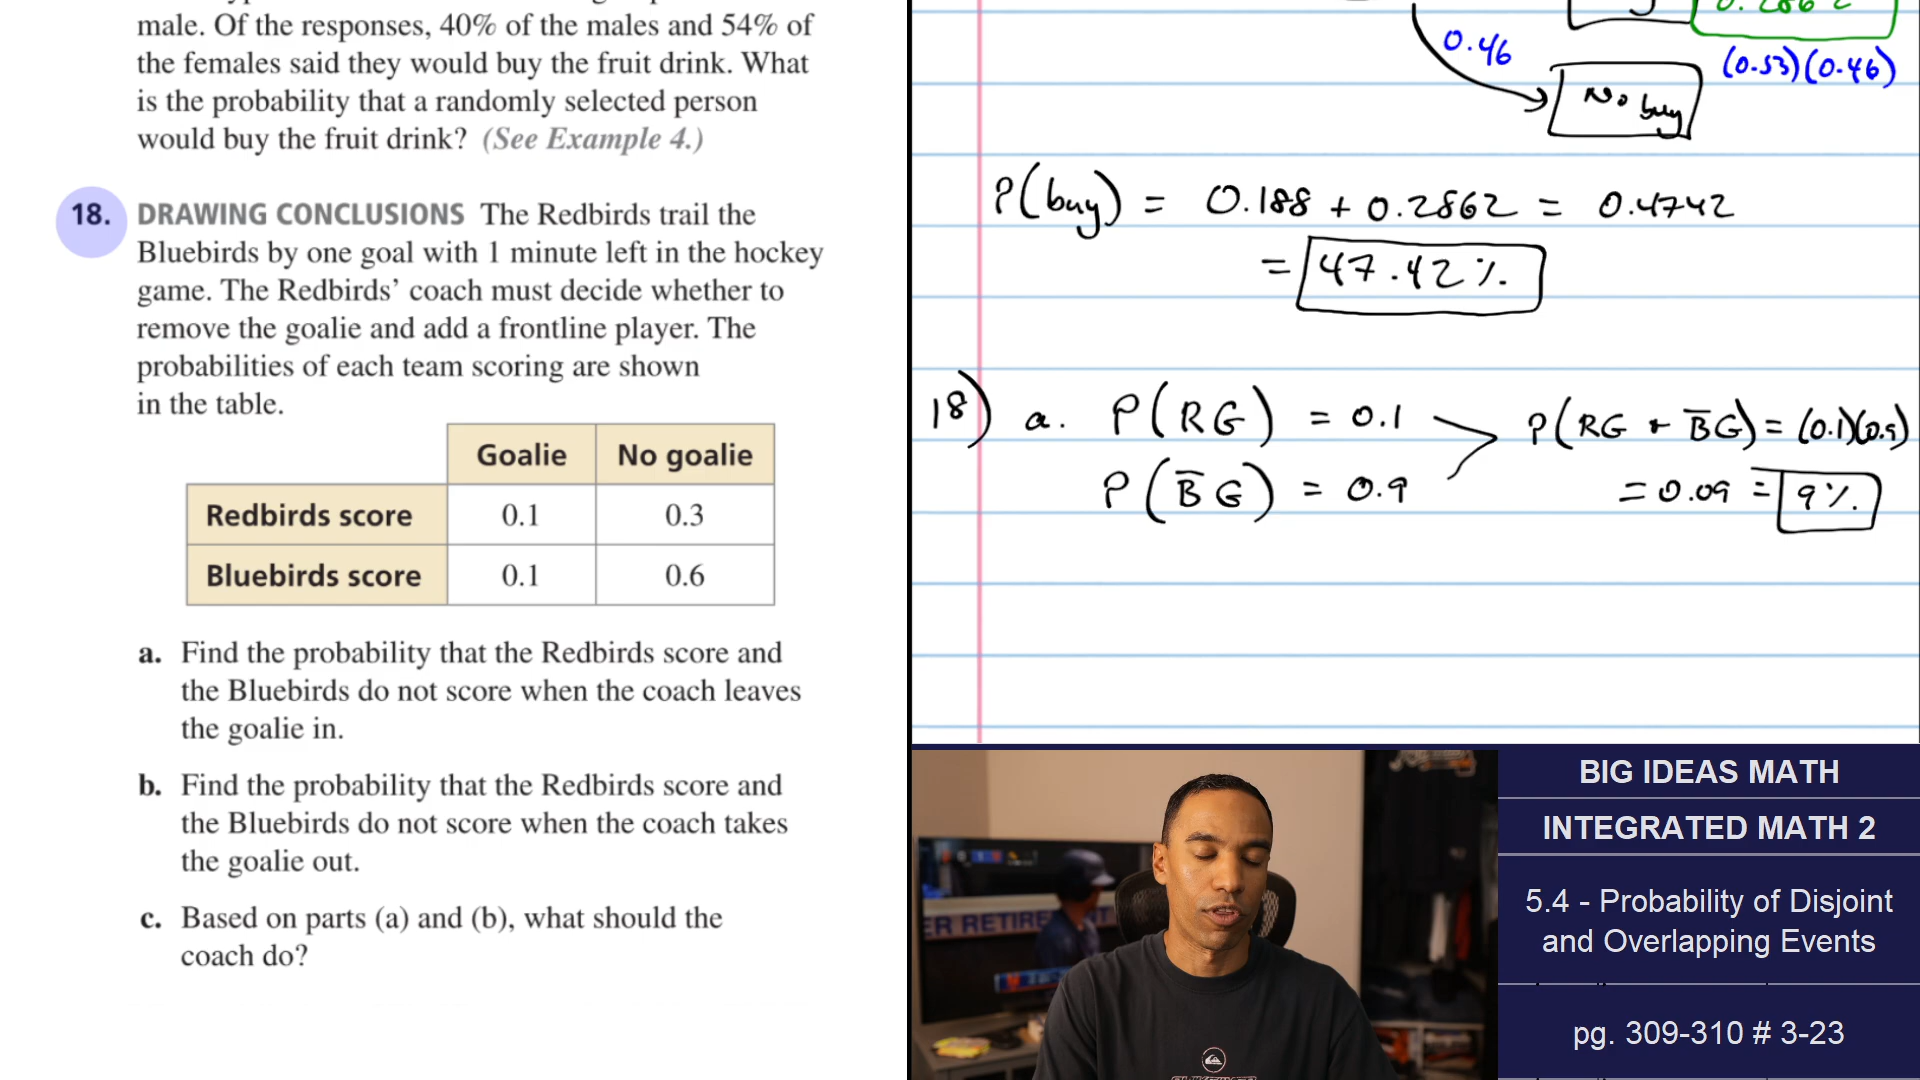 male. Of the responses, 40% of the males and 54% of
the females said they would buy the fruit drink. What
is the probability that a randomly selected person
would buy the fruit drink? (See Example 4.)
18. DRAWING CONCLUSIONS The Redbirds trail the
Bluebirds by one goal with 1 minute left in the hockey
game. The Redbirds’ coach must decide whether to
remove the goalie and add a frontline player. The
probabilities of each team scoring are shown
in the table.
Goalie No goalie
Redbirds score 0.1 0.3
Bluebirds score 0.1 0.6
a. Find the probability that the Redbirds score and
the Bluebirds do not score when the coach leaves
the goalie in.
b. Find the probability that the Redbirds score and
the Bluebirds do not score when the coach takes
the goalie out.
c. Based on parts (a) and (b), what should the
coach do?
0.2862
0.46
(0.53)(0.46)
No buy
P(buy) = 0.188 + 0.2862 = 0.4742
= 47.42%
18) a. P(RG) = 0.1
P(B̅G) = 0.9
P(RG + B̅G) = (0.1)(0.9)
= 0.09 = 9%
ER RETIRE
BIG IDEAS MATH
INTEGRATED MATH 2
5.4 - Probability of Disjoint
and Overlapping Events
pg. 309-310 # 3-23